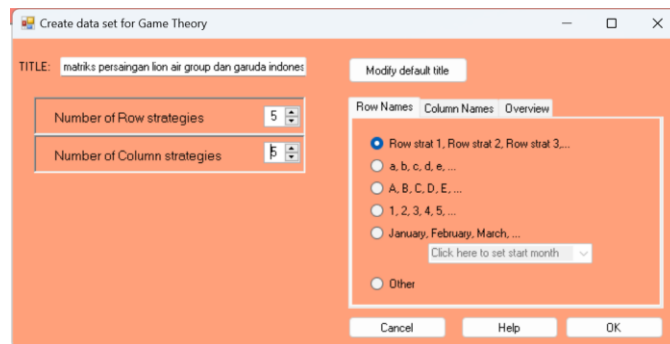 Create data set for Game Theory
TITLE: matriks persaingan lion air group dan garuda indones
Modify default title
Number of Row strategies 5
Number of Column strategies 5
Row Names Column Names Overview
Row strat 1, Row strat 2, Row strat 3,...
a, b, c, d, e, ...
A, B, C, D, E, ...
1, 2, 3, 4, 5, ...
January, February, March, ...
Click here to set start month
Other
Cancel Help OK